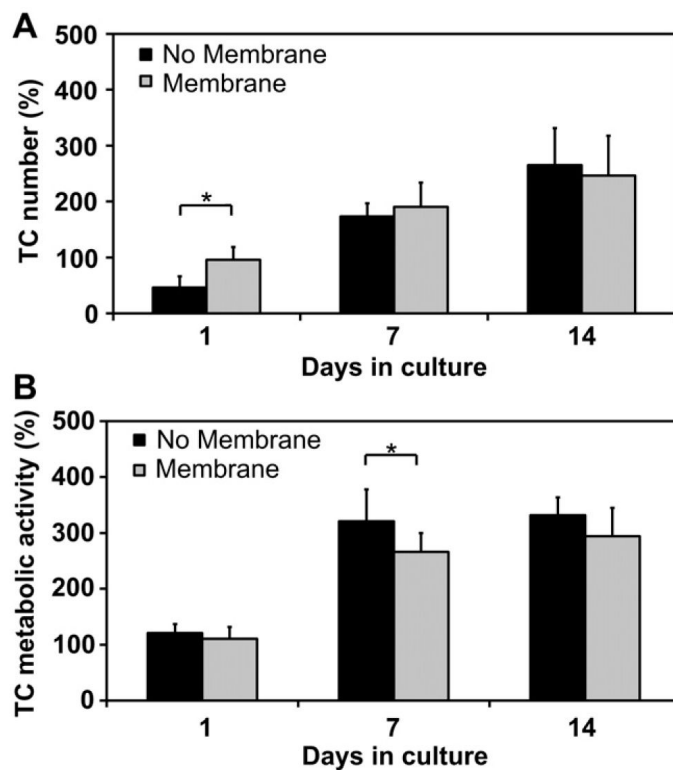 A
500
400
300
200
100
0
TC number (%)
No Membrane
Membrane
*
1 7 14
Days in culture
B
500
400
300
200
100
0
TC metabolic activity (%)
No Membrane
Membrane
*
1 7 14
Days in culture